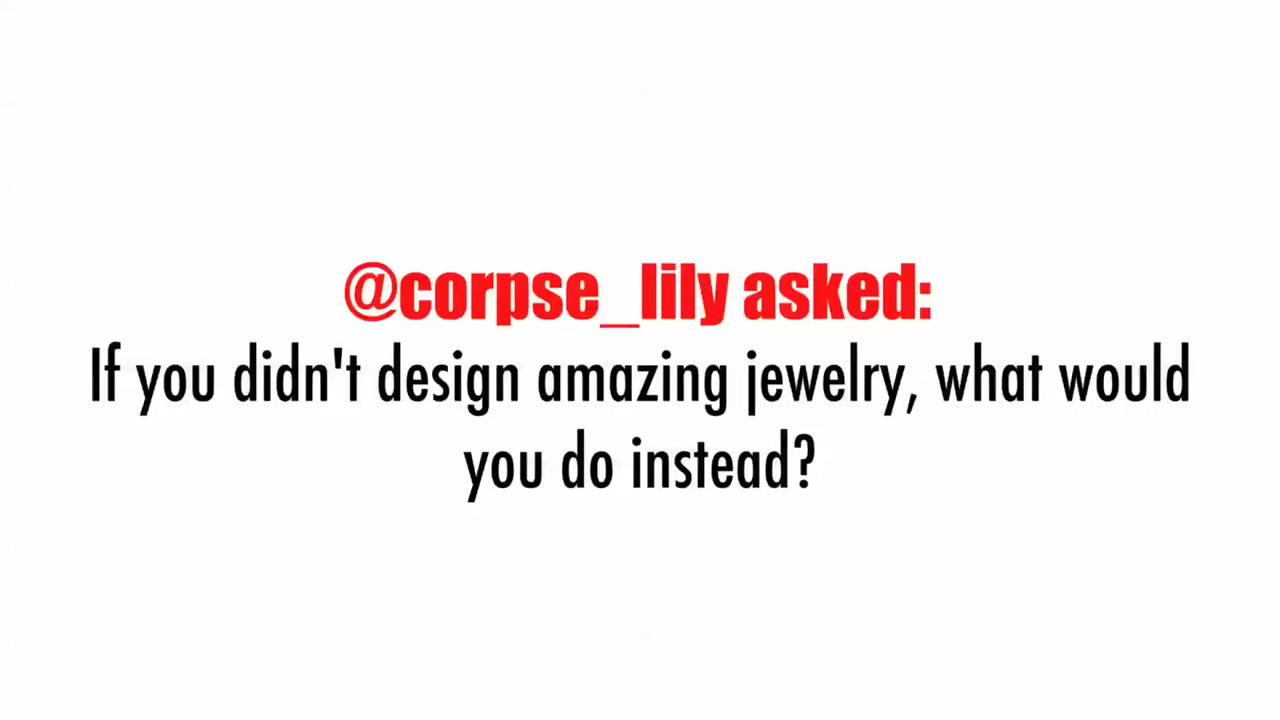 @corpse_lily asked:
If you didn't design amazing jewelry, what would
you do instead?